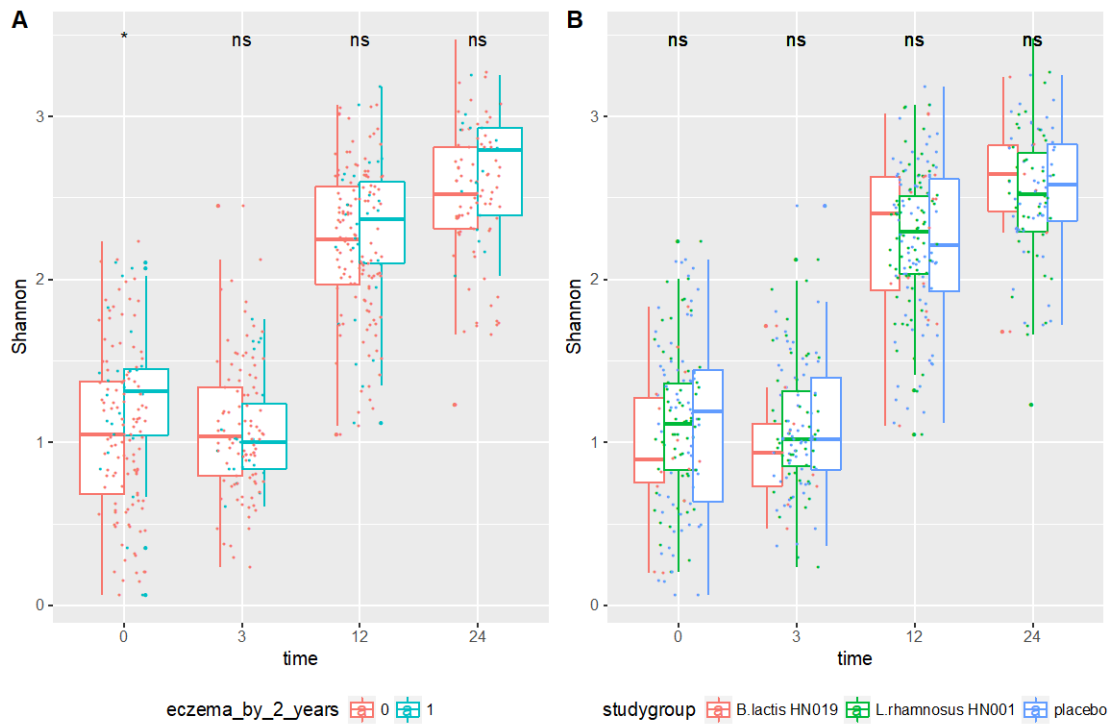 A
B
* ns ns ns
ns ns ns ns
Shannon
3
2
1
0
0 3 12 24
time
Shannon
3
2
1
0
0 3 12 24
time
eczema_by_2_years a 0 a 1
studygroup a B.lactis HN019 a L.rhamnosus HN001 a placebo